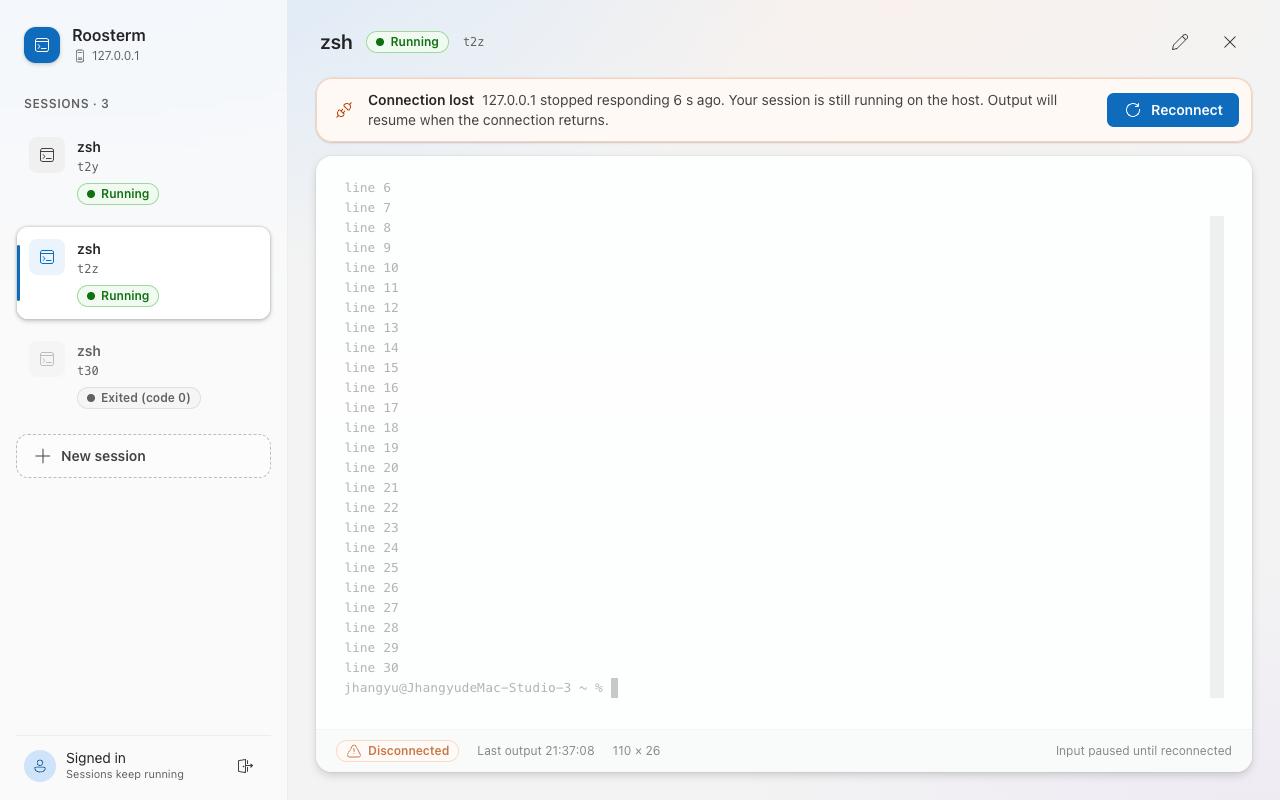 Roosterm
127.0.0.1
SESSIONS · 3
zsh
t2y
Running
zsh
t2z
Running
zsh
t30
Exited (code 0)
New session
Signed in
Sessions keep running
zsh
Running
t2z
Connection lost 127.0.0.1 stopped responding 6 s ago. Your session is still running on the host. Output will
resume when the connection returns.
Reconnect
line 6
line 7
line 8
line 9
line 10
line 11
line 12
line 13
line 14
line 15
line 16
line 17
line 18
line 19
line 20
line 21
line 22
line 23
line 24
line 25
line 26
line 27
line 28
line 29
line 30
jhangyu@JhangyudeMac-Studio-3 ~ %
Disconnected
Last output 21:37:08
110 × 26
Input paused until reconnected